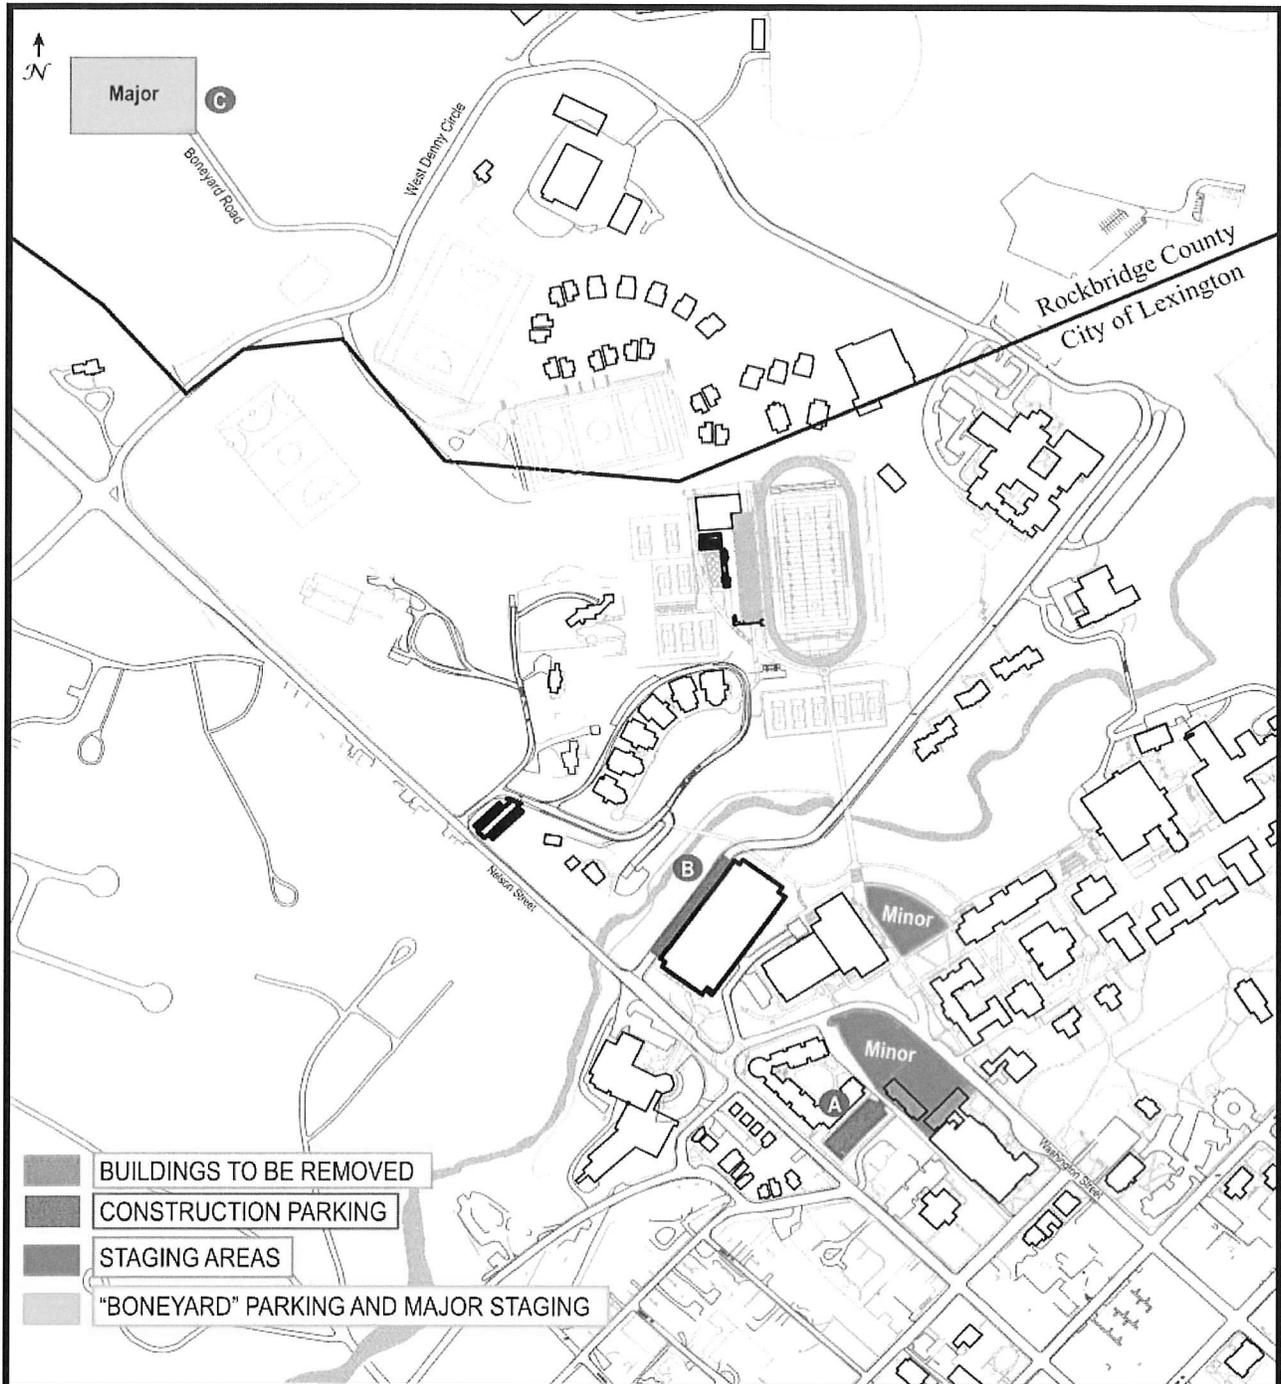 N
Major
C
Boneyard Road
West Denny Circle
Rockbridge County
City of Lexington
B
Nelson Street
Minor
Minor
A
Washington Street
BUILDINGS TO BE REMOVED
CONSTRUCTION PARKING
STAGING AREAS
“BONEYARD” PARKING AND MAJOR STAGING